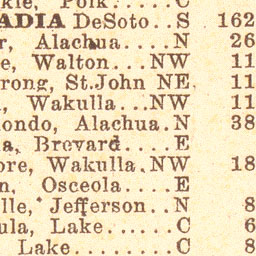 kie, Polk......C
ADIA DeSoto..S 162
r, Alachua....N 26
e, Walton...NW 11
rong, St.John NE. 11
., Wakulla...NW 11
ondo, Alachua.N 38
a, Brevard....E
ore, Wakulla.NW 18
n, Osceola....E
lle, Jefferson..N 8
ula, Lake......C 6
Lake........C 8